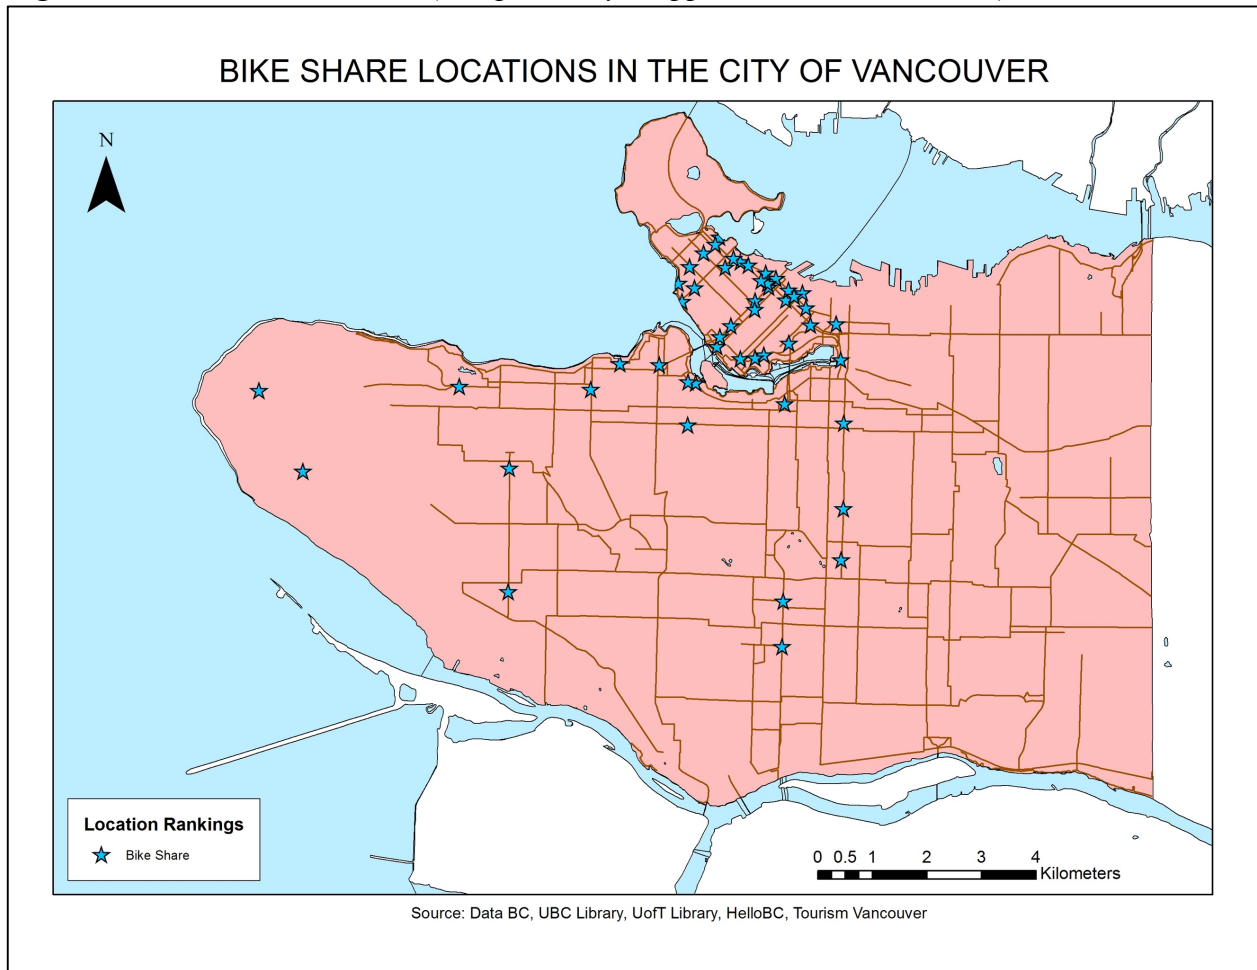 BIKE SHARE LOCATIONS IN THE CITY OF VANCOUVER
N
Location Rankings
Bike Share
0 0.5 1 2 3 4
Kilometers
Source: Data BC, UBC Library, UofT Library, HelloBC, Tourism Vancouver